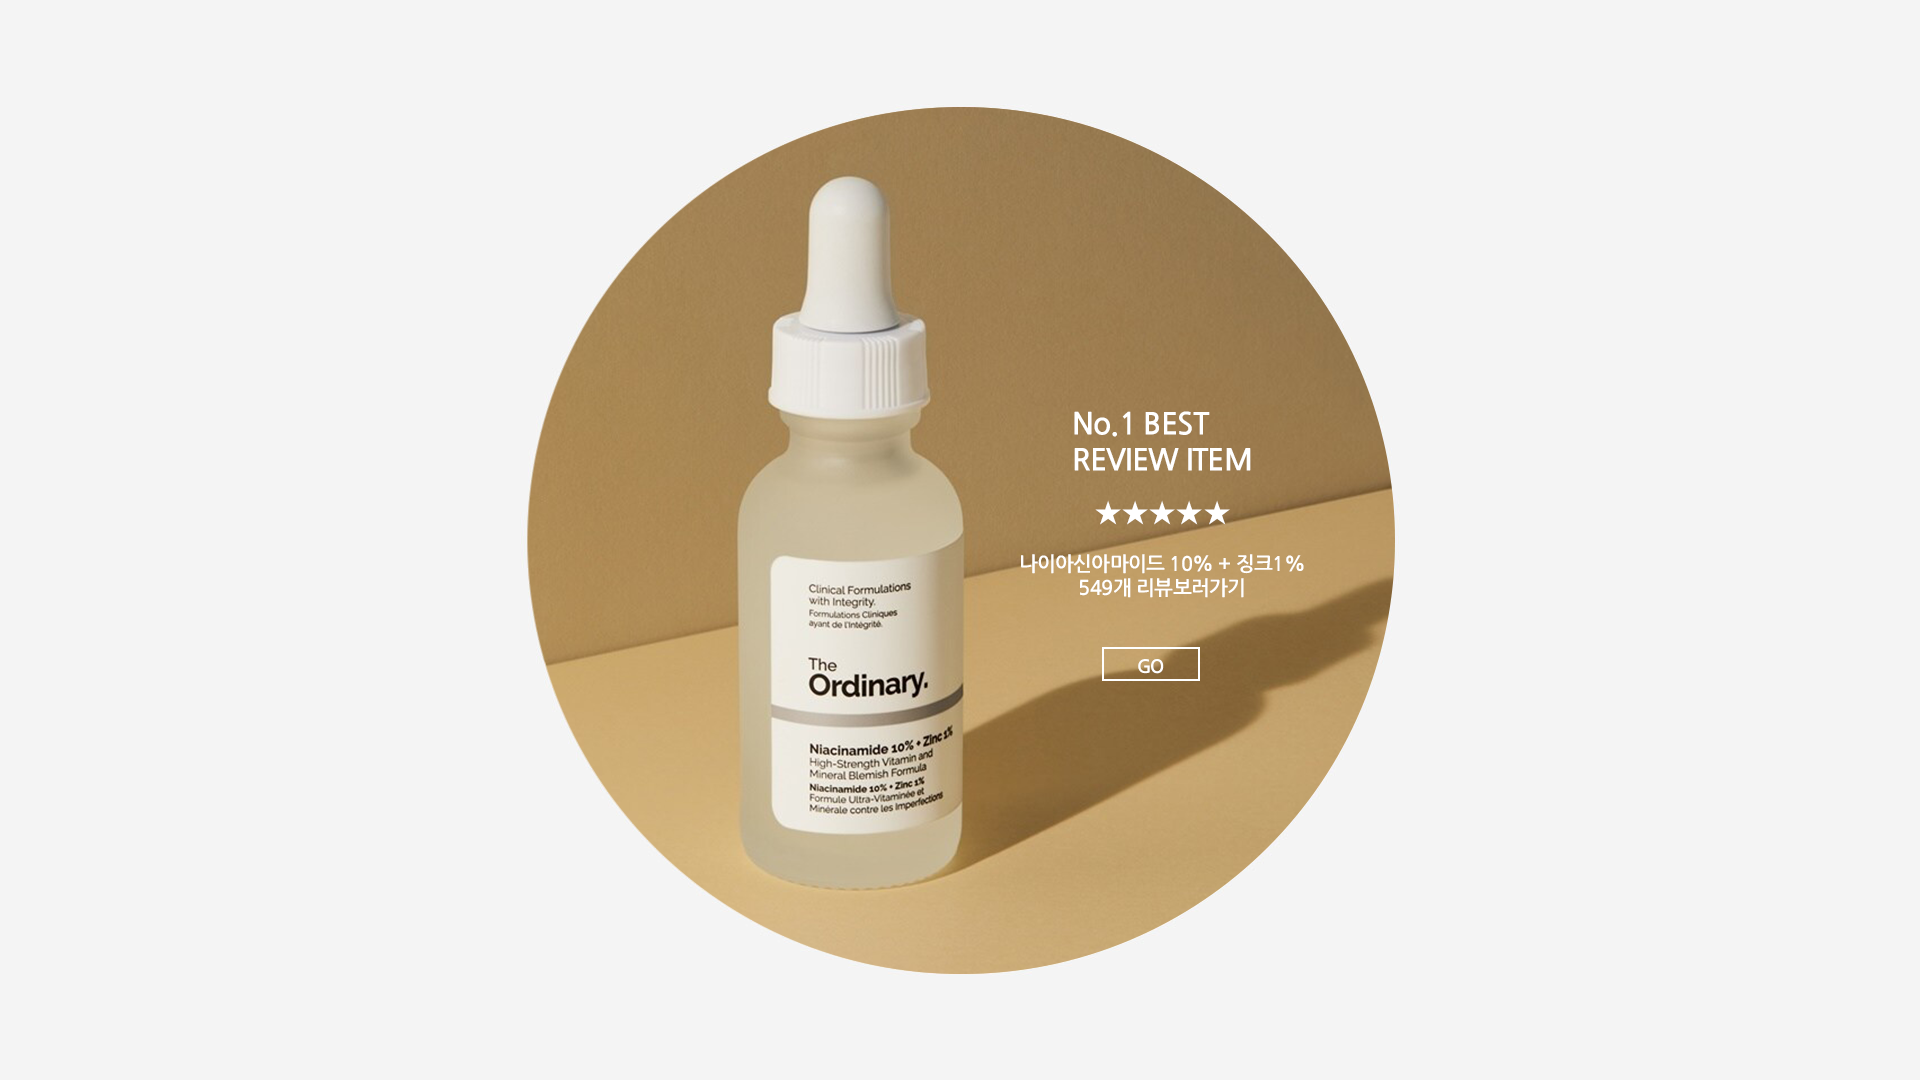 Clinical Formulations
with Integrity.
Formulations Cliniques
ayant de l'Intégrité.
The
Ordinary.
Niacinamide 10% + Zinc 1%
High-Strength Vitamin and
Mineral Blemish Formula
Niacinamide 10% + Zinc 1%
Formule Ultra-Vitaminée et
Minérale contre les Imperfections
No.1 BEST
REVIEW ITEM
★★★★★
나이아신아마이드 10% + 징크1%
549개 리뷰보러가기
GO